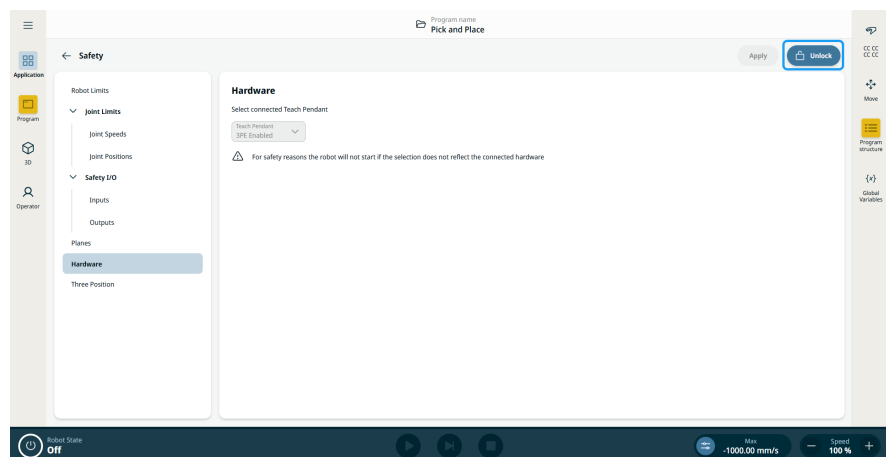 Program name
Pick and Place
Safety
Apply
Unlock
Application
Program
3D
Operator
Robot Limits
Joint Limits
Joint Speeds
Joint Positions
Safety I/O
Inputs
Outputs
Planes
Hardware
Three Position
Hardware
Select connected Teach Pendant
Teach Pendant
3PE Enabled
For safety reasons the robot will not start if the selection does not reflect the connected hardware
CC CC
CC CC
Move
Program
structure
{x}
Global
Variables
Robot State
Off
Max
-1000.00 mm/s
Speed
100 %